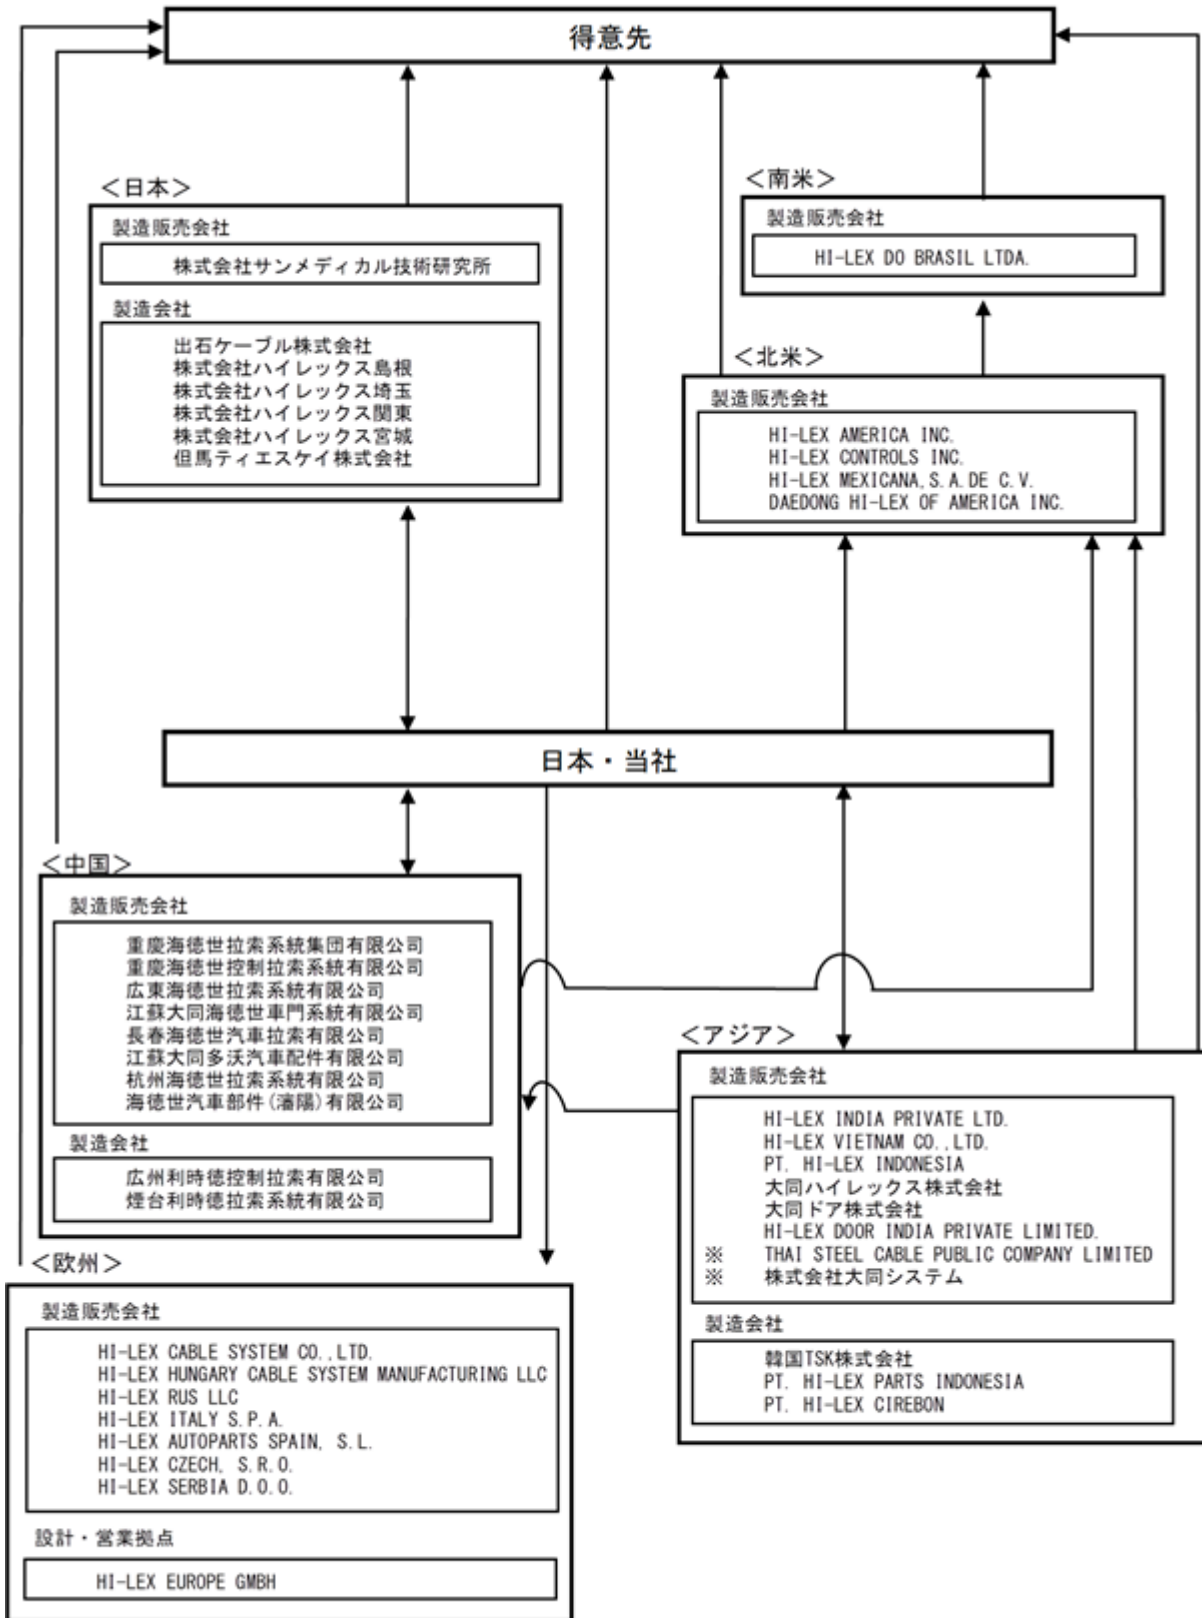 得意先
＜日本＞
製造販売会社
株式会社サンメディカル技術研究所
製造会社
出石ケーブル株式会社
株式会社ハイレックス島根
株式会社ハイレックス埼玉
株式会社ハイレックス関東
株式会社ハイレックス宮城
但馬ティエスケイ株式会社
＜南米＞
製造販売会社
HI-LEX DO BRASIL LTDA.
＜北米＞
製造販売会社
HI-LEX AMERICA INC.
HI-LEX CONTROLS INC.
HI-LEX MEXICANA,S.A.DE C.V.
DAEDONG HI-LEX OF AMERICA INC.
日本・当社
＜中国＞
製造販売会社
重慶海徳世拉索系統集団有限公司
重慶海徳世控制拉索系統有限公司
広東海徳世拉索系統有限公司
江蘇大同海徳世車門系統有限公司
長春海徳世汽車拉索有限公司
江蘇大同多沃汽車配件有限公司
杭州海徳世拉索系統有限公司
海徳世汽車部件(瀋陽)有限公司
製造会社
広州利時徳控制拉索有限公司
煙台利時徳拉索系統有限公司
＜アジア＞
製造販売会社
HI-LEX INDIA PRIVATE LTD.
HI-LEX VIETNAM CO.,LTD.
PT. HI-LEX INDONESIA
大同ハイレックス株式会社
大同ドア株式会社
HI-LEX DOOR INDIA PRIVATE LIMITED.
※ THAI STEEL CABLE PUBLIC COMPANY LIMITED
※ 株式会社大同システム
製造会社
韓国TSK株式会社
PT. HI-LEX PARTS INDONESIA
PT. HI-LEX CIREBON
＜欧州＞
製造販売会社
HI-LEX CABLE SYSTEM CO.,LTD.
HI-LEX HUNGARY CABLE SYSTEM MANUFACTURING LLC
HI-LEX RUS LLC
HI-LEX ITALY S.P.A.
HI-LEX AUTOPARTS SPAIN, S.L.
HI-LEX CZECH, S.R.O.
HI-LEX SERBIA D.O.O.
設計・営業拠点
HI-LEX EUROPE GMBH